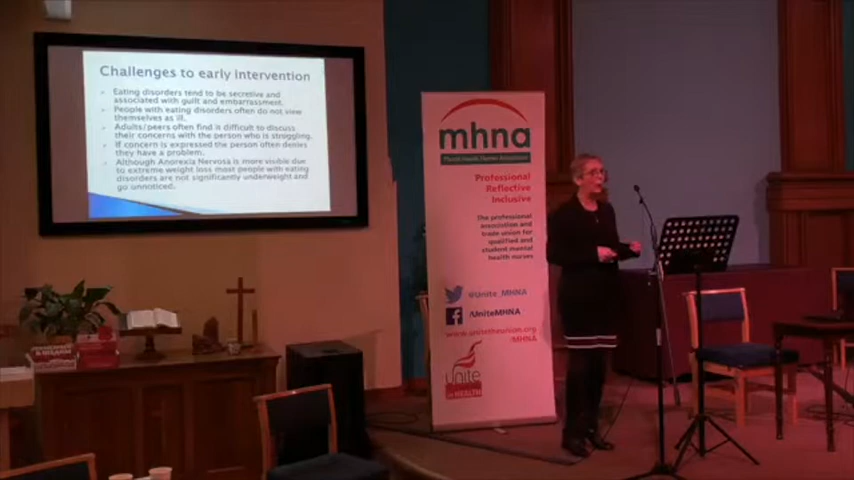 Challenges to early intervention
Eating disorders tend to be secretive and
associated with guilt and embarrassment.
People with eating disorders often do not view
themselves as ill.
Adults/peers often find it difficult to discuss
their concerns with the person who is struggling.
If concern is expressed the person often denies
they have a problem.
Although Anorexia Nervosa is more visible due
to extreme weight loss most people with eating
disorders are not significantly underweight and
go unnoticed.
mhna
Mental Health Nurses Association
Professional
Reflective
Inclusive
The professional
association and
trade union for
qualified and
student mental
health nurses
@Unite_MHNA
/UniteMHNA
www.unitetheunion.org
/MHNA
Unite
in HEALTH